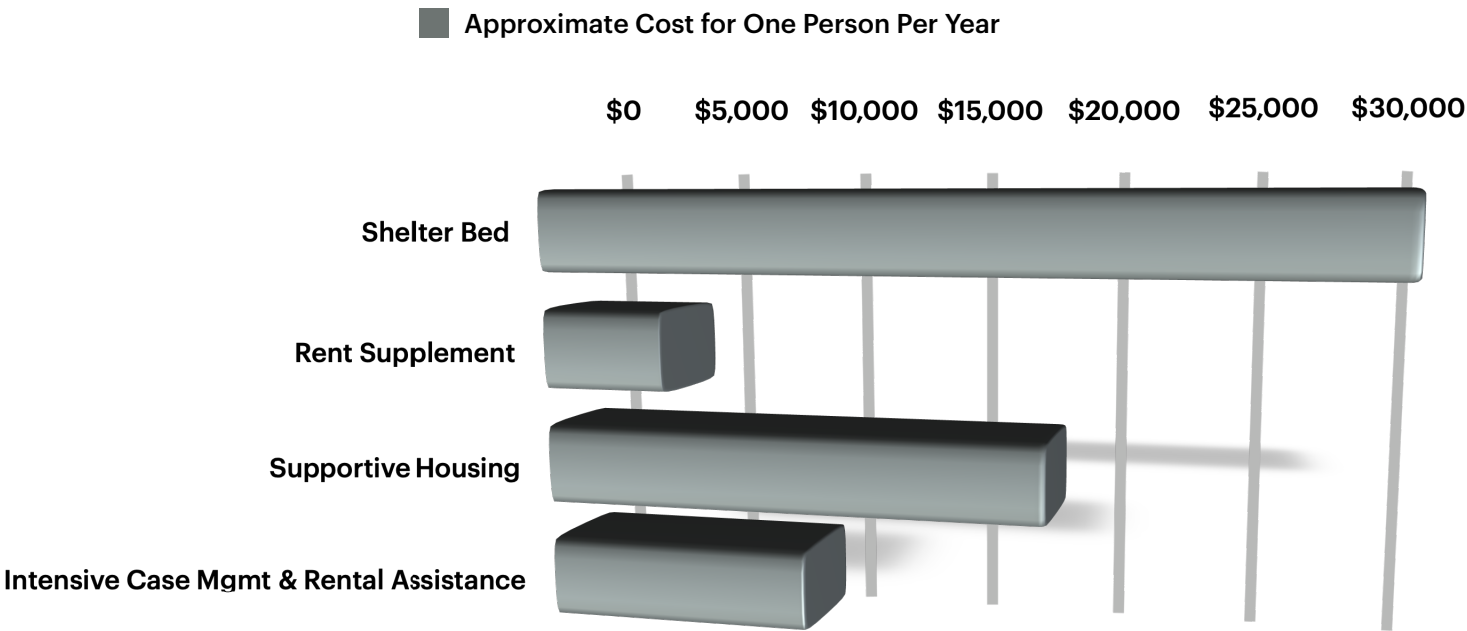 Approximate Cost for One Person Per Year
$0 $5,000 $10,000 $15,000 $20,000 $25,000 $30,000
Shelter Bed
Rent Supplement
Supportive Housing
Intensive Case Mgmt & Rental Assistance